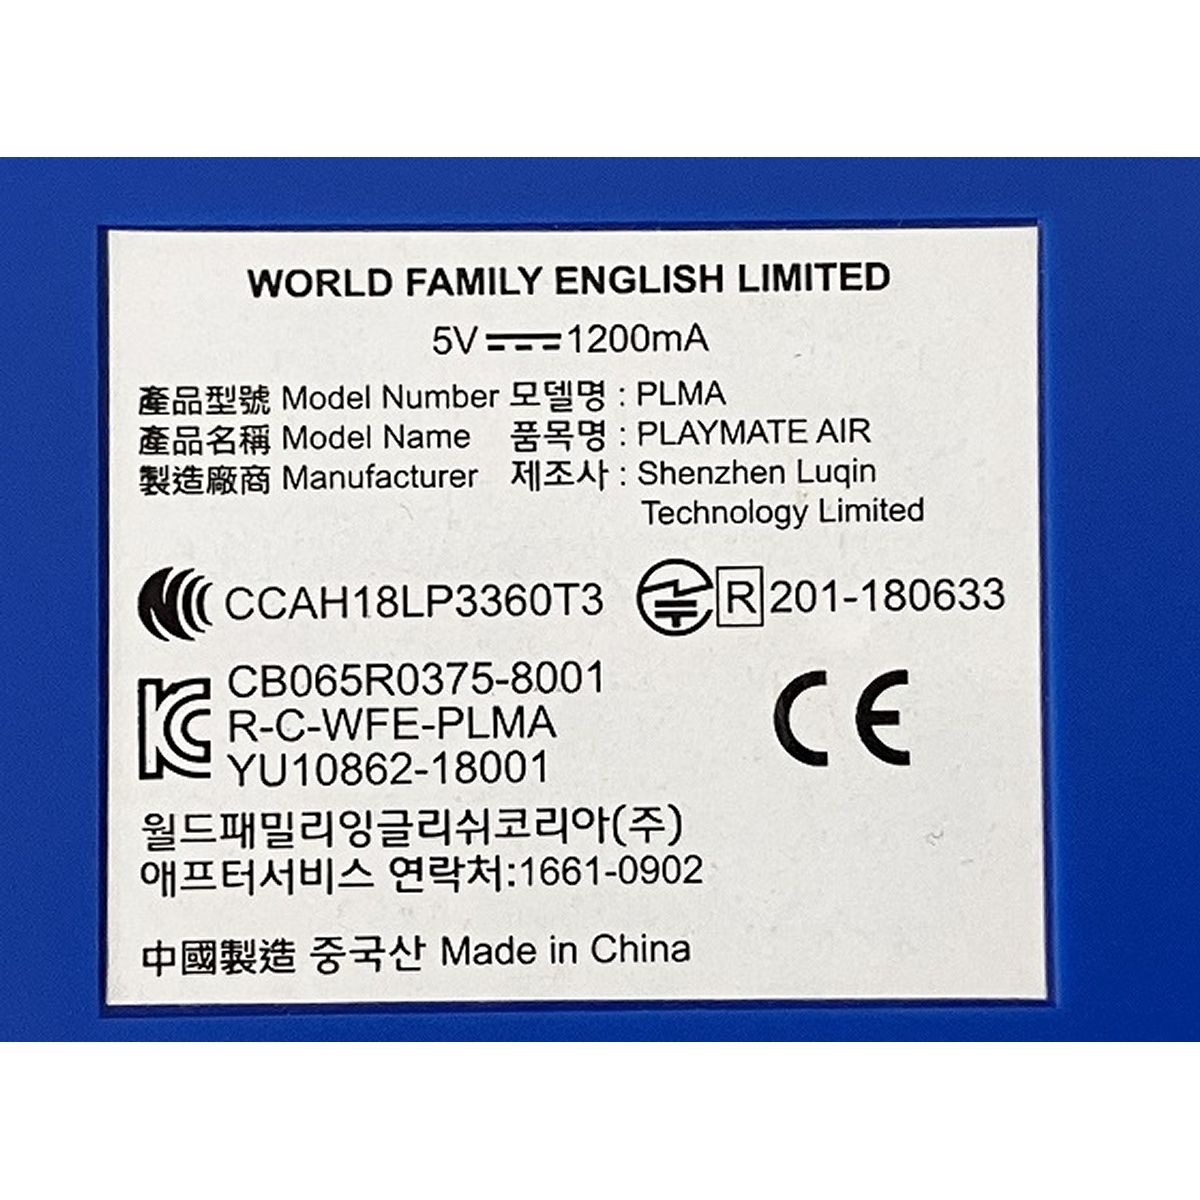 WORLD FAMILY ENGLISH LIMITED
5V 1200mA
產品型號 Model Number 모델명 : PLMA
產品名稱 Model Name 품목명 : PLAYMATE AIR
製造廠商 Manufacturer 제조사 : Shenzhen Luqin
Technology Limited
CCAH18LP3360T3
R 201-180633
CB065R0375-8001
R-C-WFE-PLMA
YU10862-18001
CE
월드패밀리잉글리쉬코리아(주)
애프터서비스 연락처:1661-0902
中國製造 중국산 Made in China